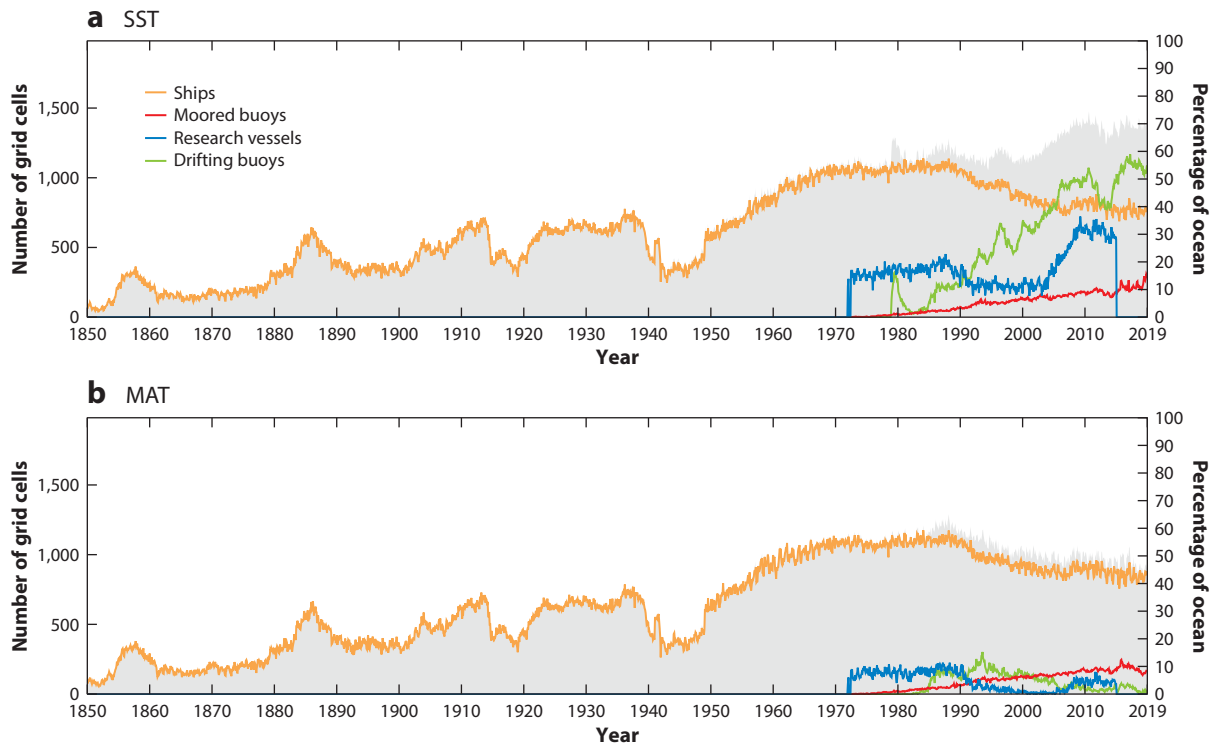 a SST
Number of grid cells
1,500
1,000
500
0
Ships
Moored buoys
Research vessels
Drifting buoys
100
90
80
70
60
50
40
30
20
10
0
Percentage of ocean
1850 1860 1870 1880 1890 1900 1910 1920 1930 1940 1950 1960 1970 1980 1990 2000 2010 2019
Year
b MAT
Number of grid cells
1,500
1,000
500
0
100
90
80
70
60
50
40
30
20
10
0
Percentage of ocean
1850 1860 1870 1880 1890 1900 1910 1920 1930 1940 1950 1960 1970 1980 1990 2000 2010 2019
Year